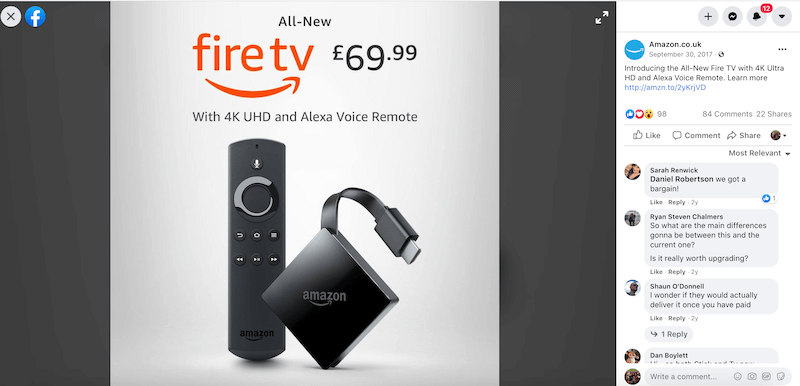 All-New
fire tv £69.99
With 4K UHD and Alexa Voice Remote
amazon
amazon
12
Amazon.co.uk
September 30, 2017 ·
Introducing the All-New Fire TV with 4K Ultra
HD and Alexa Voice Remote. Learn more
http://amzn.to/2yKrjVD
98
84 Comments 22 Shares
Like Comment Share
Most Relevant
Sarah Renwick
Daniel Robertson we got a
bargain!
1
Like · Reply · 2y
Ryan Steven Chalmers
So what are the main differences
gonna be between this and the
current one?
Is it really worth upgrading?
Like · Reply · 2y
Shaun O'Donnell
I wonder if they would actually
deliver it once you have paid
Like · Reply · 2y
1 Reply
Dan Boylett
Write a comment...
GIF